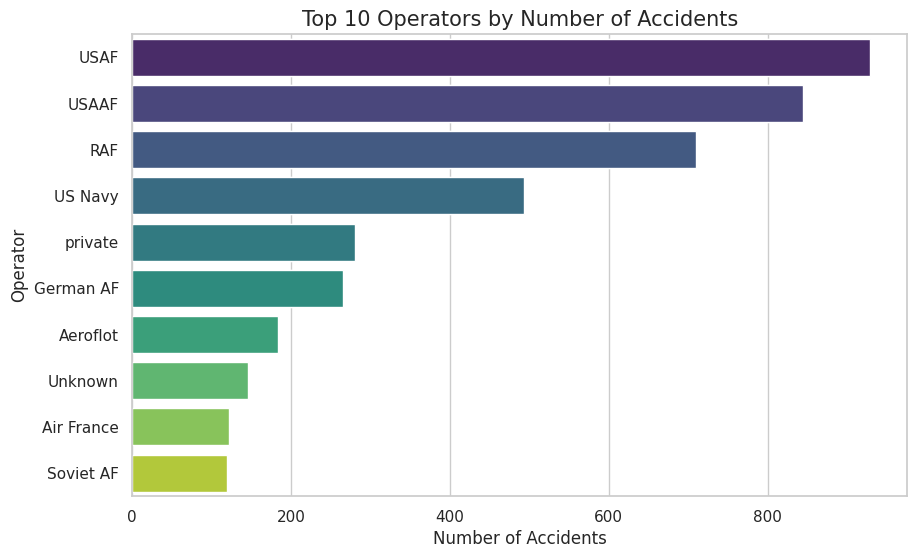 Top 10 Operators by Number of Accidents
Operator
USAF
USAAF
RAF
US Navy
private
German AF
Aeroflot
Unknown
Air France
Soviet AF
0 200 400 600 800
Number of Accidents